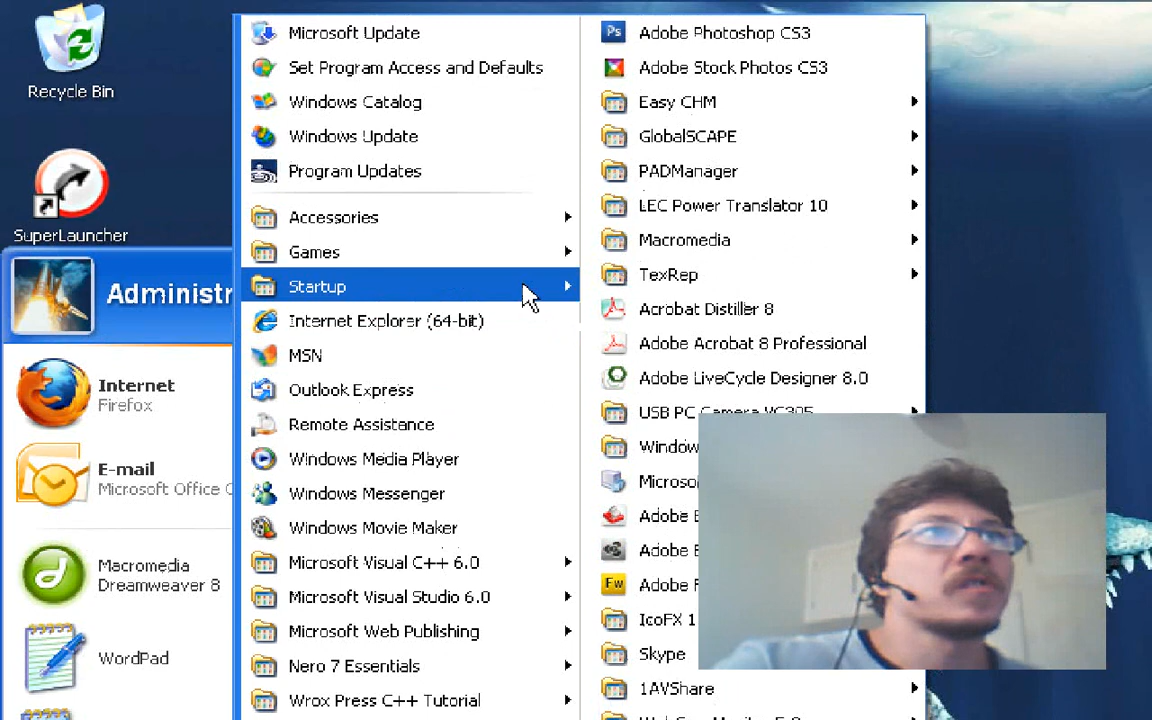 Recycle Bin
SuperLauncher
Administr
Internet
Firefox
E-mail
Microsoft Office
Macromedia
Dreamweaver 8
WordPad
Microsoft Update
Set Program Access and Defaults
Windows Catalog
Windows Update
Program Updates
Accessories
Games
Startup
Internet Explorer (64-bit)
MSN
Outlook Express
Remote Assistance
Windows Media Player
Windows Messenger
Windows Movie Maker
Microsoft Visual C++ 6.0
Microsoft Visual Studio 6.0
Microsoft Web Publishing
Nero 7 Essentials
Wrox Press C++ Tutorial
Ps Adobe Photoshop CS3
Adobe Stock Photos CS3
Easy CHM
GlobalSCAPE
PADManager
LEC Power Translator 10
Macromedia
TexRep
Acrobat Distiller 8
Adobe Acrobat 8 Professional
Adobe LiveCycle Designer 8.0
USB PC Camera VC305
Window
Microso
Adobe
Adobe
Fw Adobe F
IcoFX 1
Skype
1AVShare